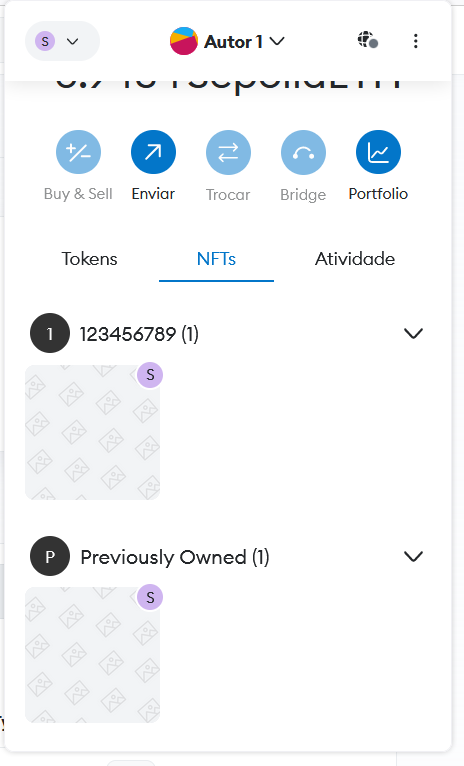 S
Autor 1
Buy & Sell
Enviar
Trocar
Bridge
Portfolio
Tokens
NFTs
Atividade
1
123456789 (1)
S
P
Previously Owned (1)
S